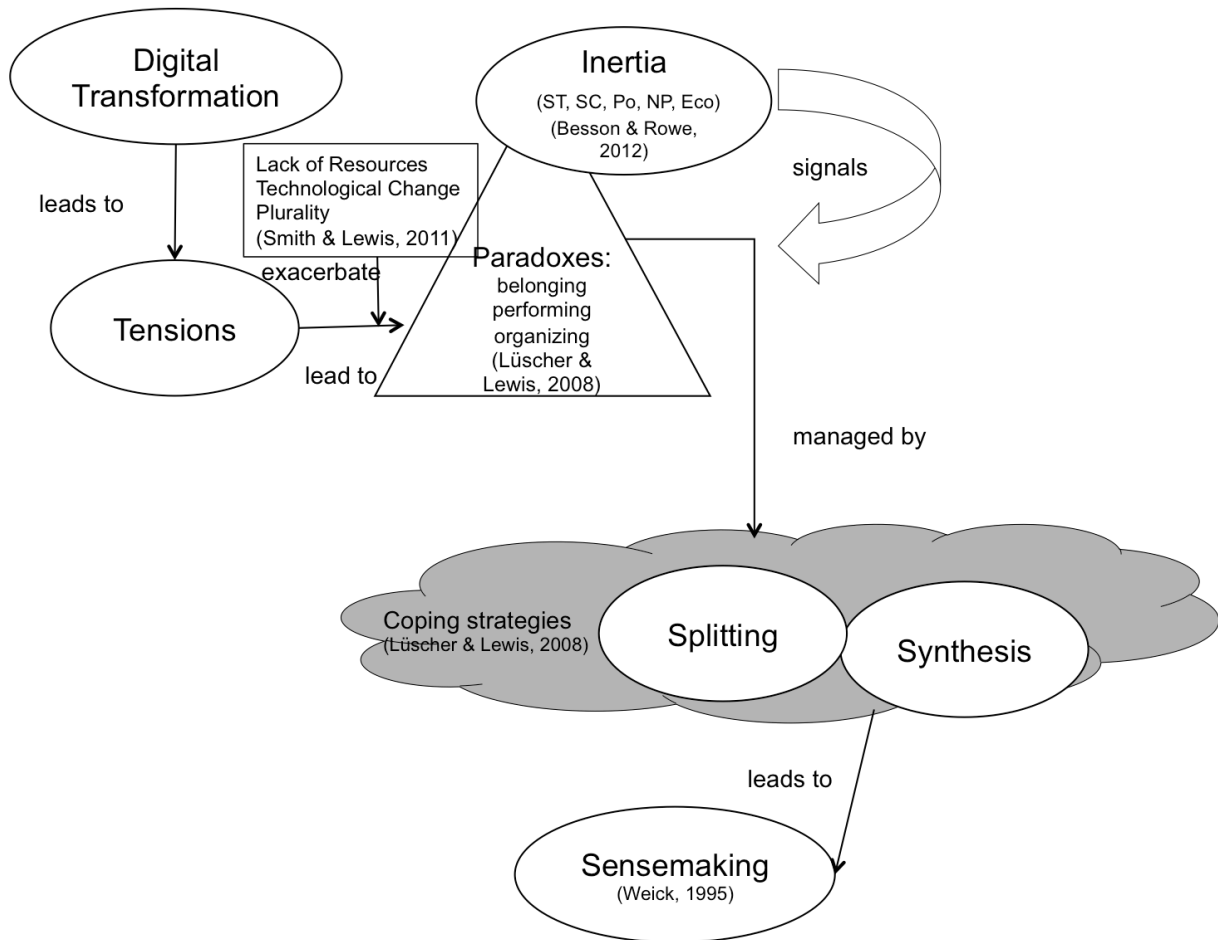 Digital
Transformation
Inertia
(ST, SC, Po, NP, Eco)
(Besson & Rowe,
2012)
signals
leads to
Lack of Resources
Technological Change
Plurality
(Smith & Lewis, 2011)
exacerbate
Tensions
lead to
Paradoxes:
belonging
performing
organizing
(Lüscher &
Lewis, 2008)
managed by
Coping strategies
(Lüscher & Lewis, 2008)
Splitting
Synthesis
leads to
Sensemaking
(Weick, 1995)